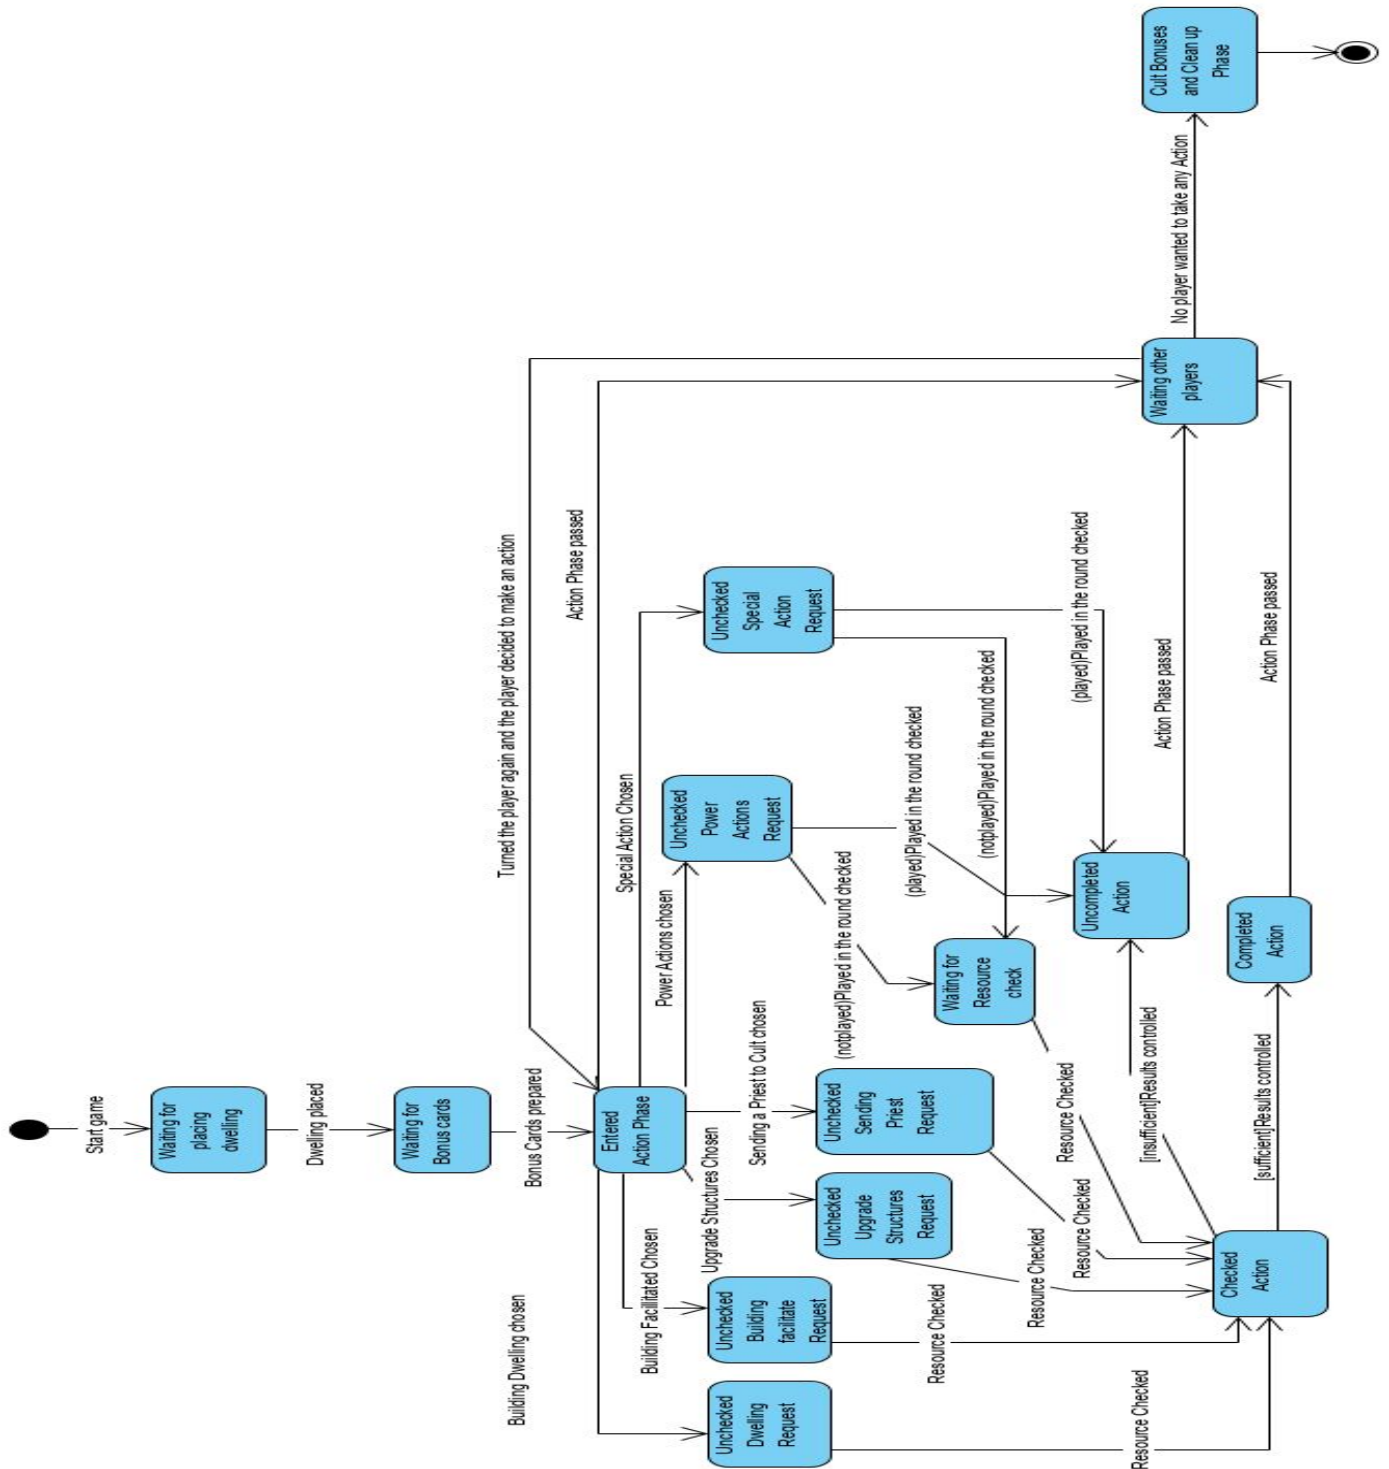 Start game
Waiting for
placing
dwelling
Dwelling placed
Waiting for
Bonus cards
Bonus Cards prepared
Entered
Action Phase
Turned the player again and the player decided to make an action
Action Phase passed
Special Action Chosen
Power Actions chosen
Sending a Priest to Cult chosen
Upgrade Structures Chosen
Building Facillitated Chosen
Building Dwelling chosen
Unchecked
Dwelling
Request
Unchecked
Building
facillitate
Request
Unchecked
Upgrade
Structures
Request
Unchecked
Sending
Priest
Request
Unchecked
Power
Actions
Request
Unchecked
Special
Action
Request
(notplayed)Played in the round checked
(played)Played in the round checked
(notplayed)Played in the round checked
(played)Played in the round checked
Waiting for
Resource
check
Resource Checked
Resource Checked
Resource Checked
Resource Checked
Resource Checked
Checked
Action
[insufficient]Results controlled
[sufficient]Results controlled
Uncompleted
Action
Completed
Action
Action Phase passed
Action Phase passed
Waiting other
players
No player wanted to take any Action
Cult Bonuses
and Clean up
Phase